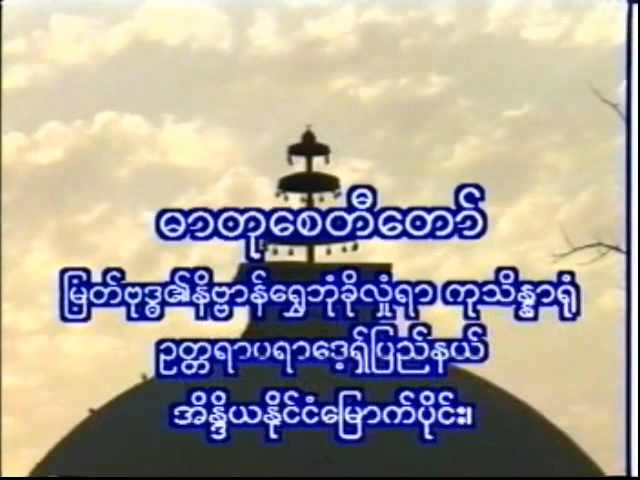 ဓာတုစေတီတော်
မြတ်ဗုဒ္ဓ၏နိဗ္ဗာန်ရွှေဘုံခိုလှုံရာ ကုသိန္နာရုံ
ဥတ္တရာပရာဒေ့ရှ်ပြည်နယ်
အိန္ဒိယနိုင်ငံမြောက်ပိုင်း၊